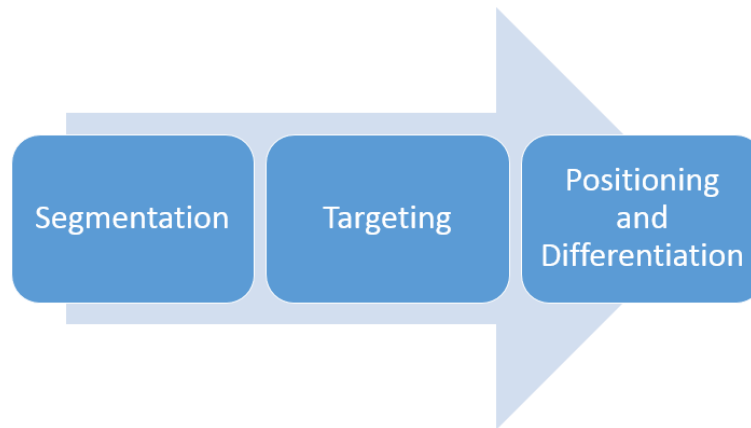 Segmentation
Targeting
Positioning
and
Differentiation